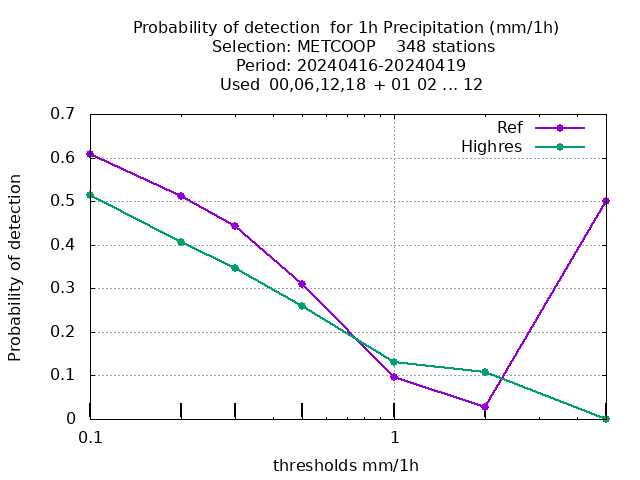 Probability of detection  for 1h Precipitation (mm/1h)
Selection: METCOOP    348 stations
Period: 20240416-20240419
Used  00,06,12,18  + 01 02 ... 12
Ref
Highres
Probability of detection
0.7
0.6
0.5
0.4
0.3
0.2
0.1
0
0.1
1
thresholds mm/1h